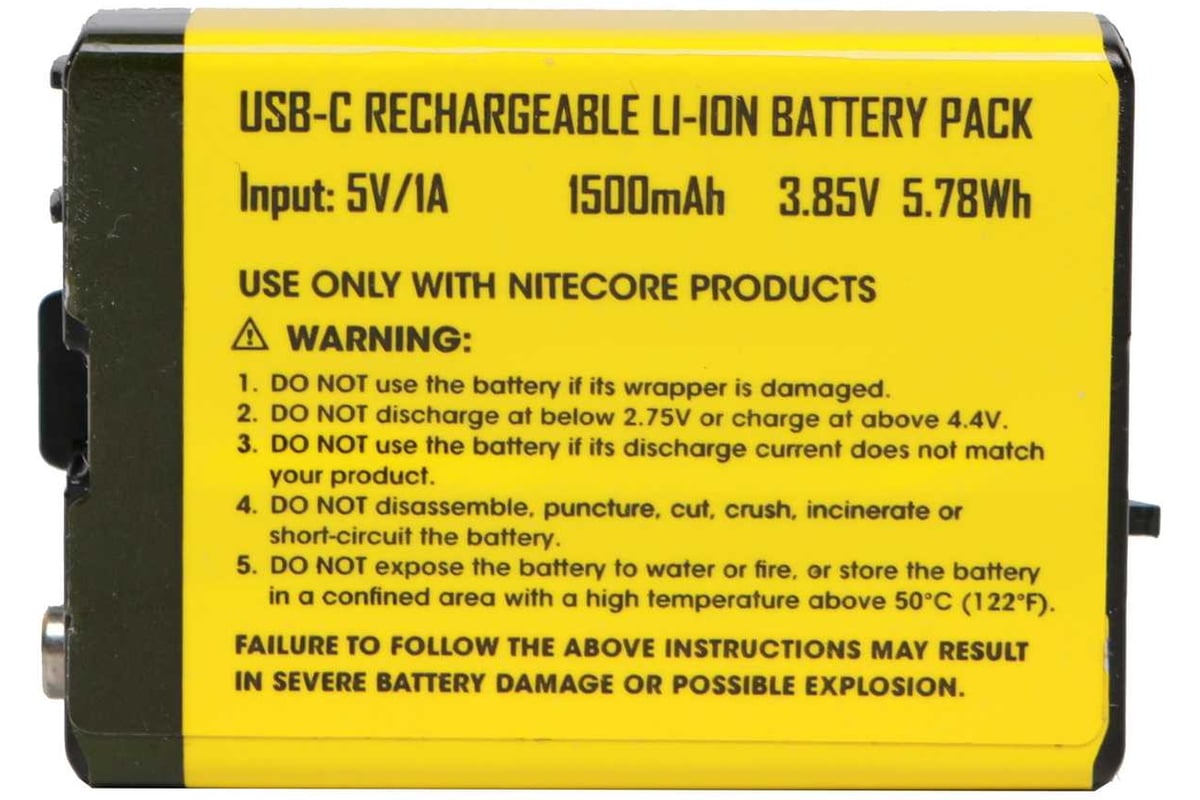 USB-C RECHARGEABLE LI-ION BATTERY PACK
Input: 5V/1A 1500mAh 3.85V 5.78Wh
USE ONLY WITH NITECORE PRODUCTS
⚠ WARNING:
1. DO NOT use the battery if its wrapper is damaged.
2. DO NOT discharge at below 2.75V or charge at above 4.4V.
3. DO NOT use the battery if its discharge current does not match
your product.
4. DO NOT disassemble, puncture, cut, crush, incinerate or
short-circuit the battery.
5. DO NOT expose the battery to water or fire, or store the battery
in a confined area with a high temperature above 50°C (122°F).
FAILURE TO FOLLOW THE ABOVE INSTRUCTIONS MAY RESULT
IN SEVERE BATTERY DAMAGE OR POSSIBLE EXPLOSION.